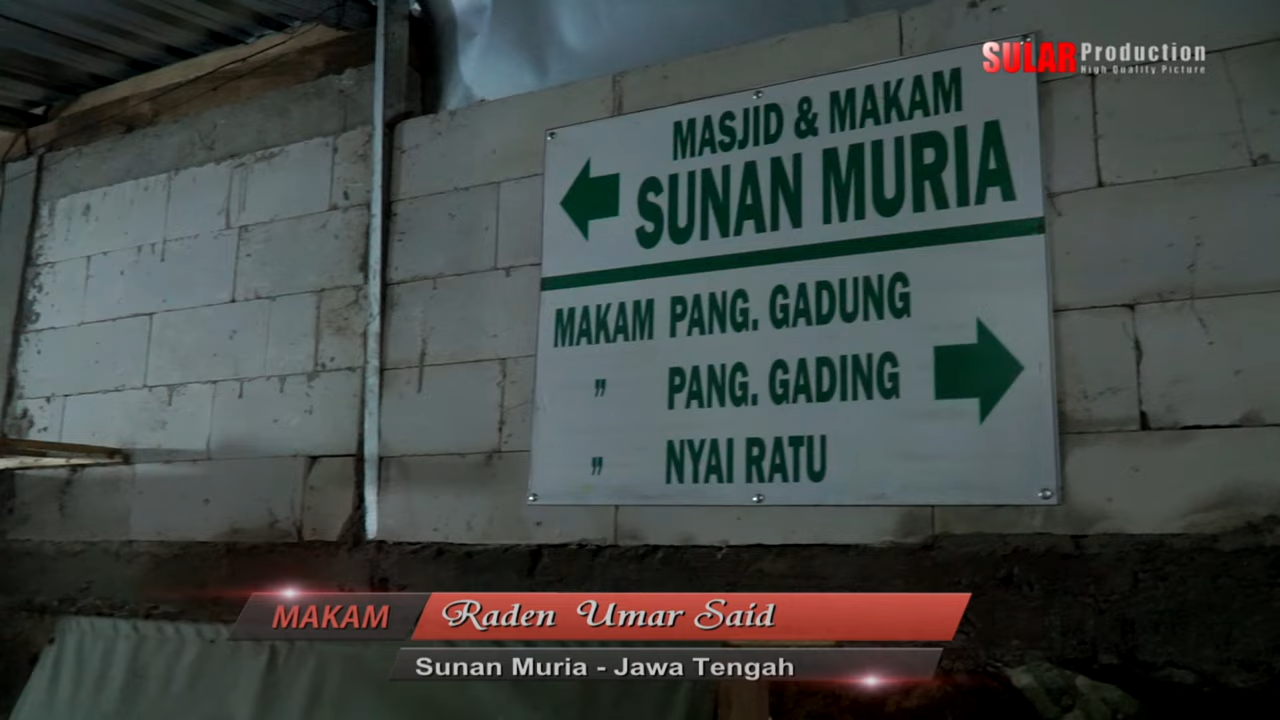 SULAR Production
High Quality Picture
MASJID & MAKAM
SUNAN MURIA
MAKAM PANG. GADUNG
" PANG. GADING
" NYAI RATU
MAKAM Raden Umar Said
Sunan Muria - Jawa Tengah